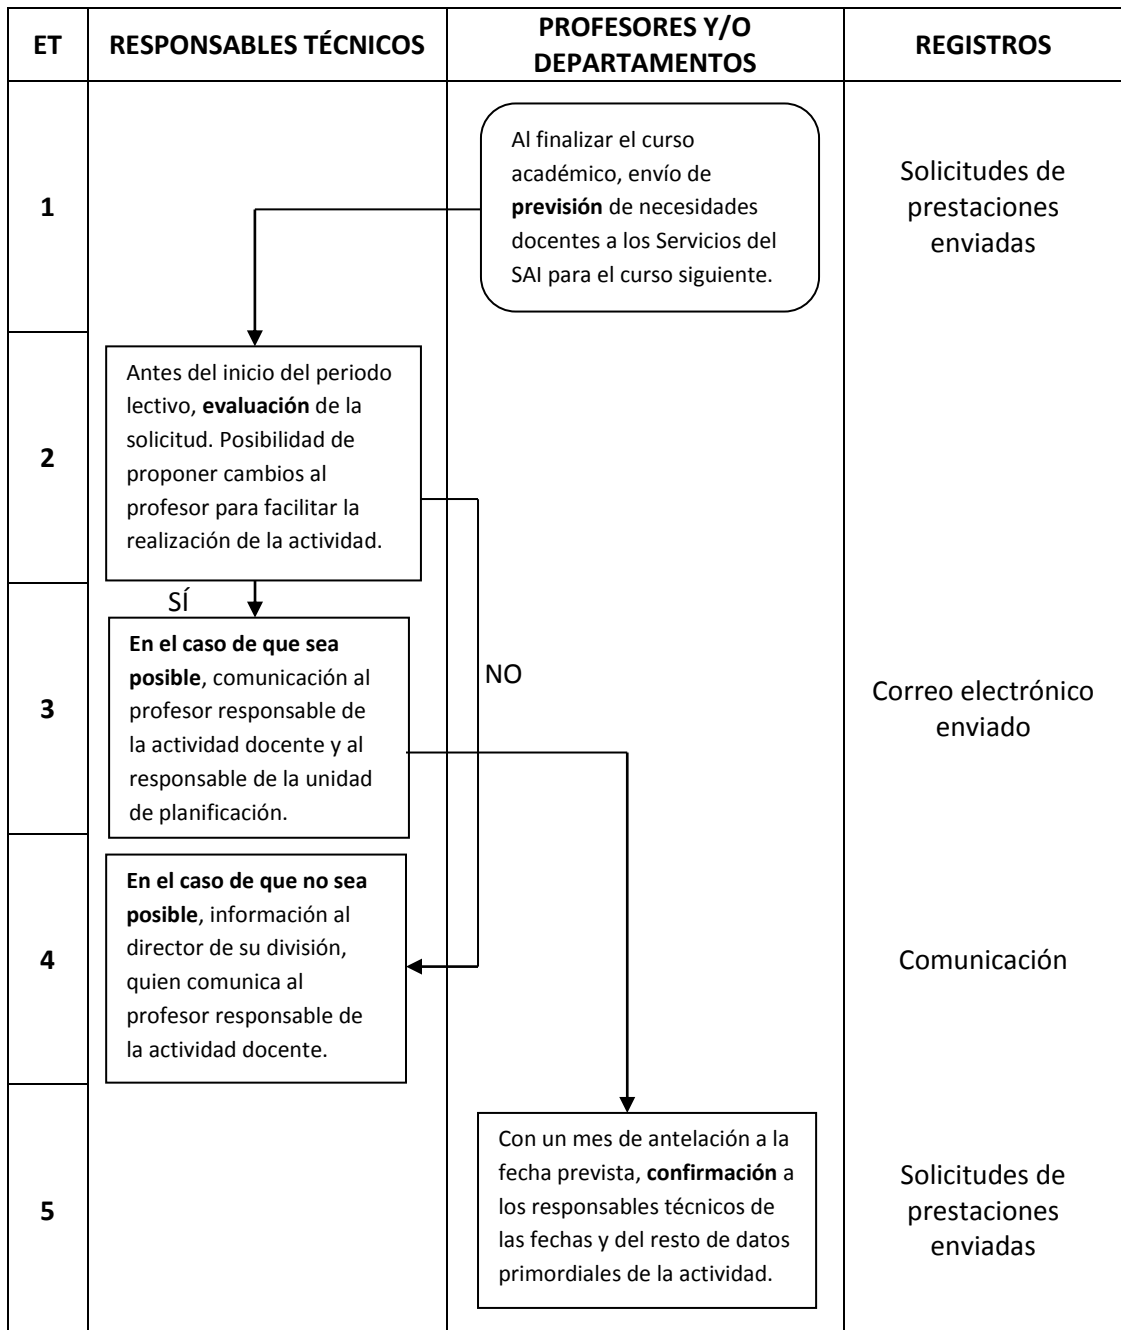 ET
RESPONSABLES TÉCNICOS
PROFESORES Y/O
DEPARTAMENTOS
REGISTROS
1
Al finalizar el curso
académico, envío de
previsión de necesidades
docentes a los Servicios del
SAI para el curso siguiente.
Solicitudes de
prestaciones
enviadas
2
Antes del inicio del periodo
lectivo, evaluación de la
solicitud. Posibilidad de
proponer cambios al
profesor para facilitar la
realización de la actividad.
SÍ
NO
3
En el caso de que sea
posible, comunicación al
profesor responsable de
la actividad docente y al
responsable de la unidad
de planificación.
Correo electrónico
enviado
4
En el caso de que no sea
posible, información al
director de su división,
quien comunica al
profesor responsable de
la actividad docente.
Comunicación
5
Con un mes de antelación a la
fecha prevista, confirmación a
los responsables técnicos de
las fechas y del resto de datos
primordiales de la actividad.
Solicitudes de
prestaciones
enviadas